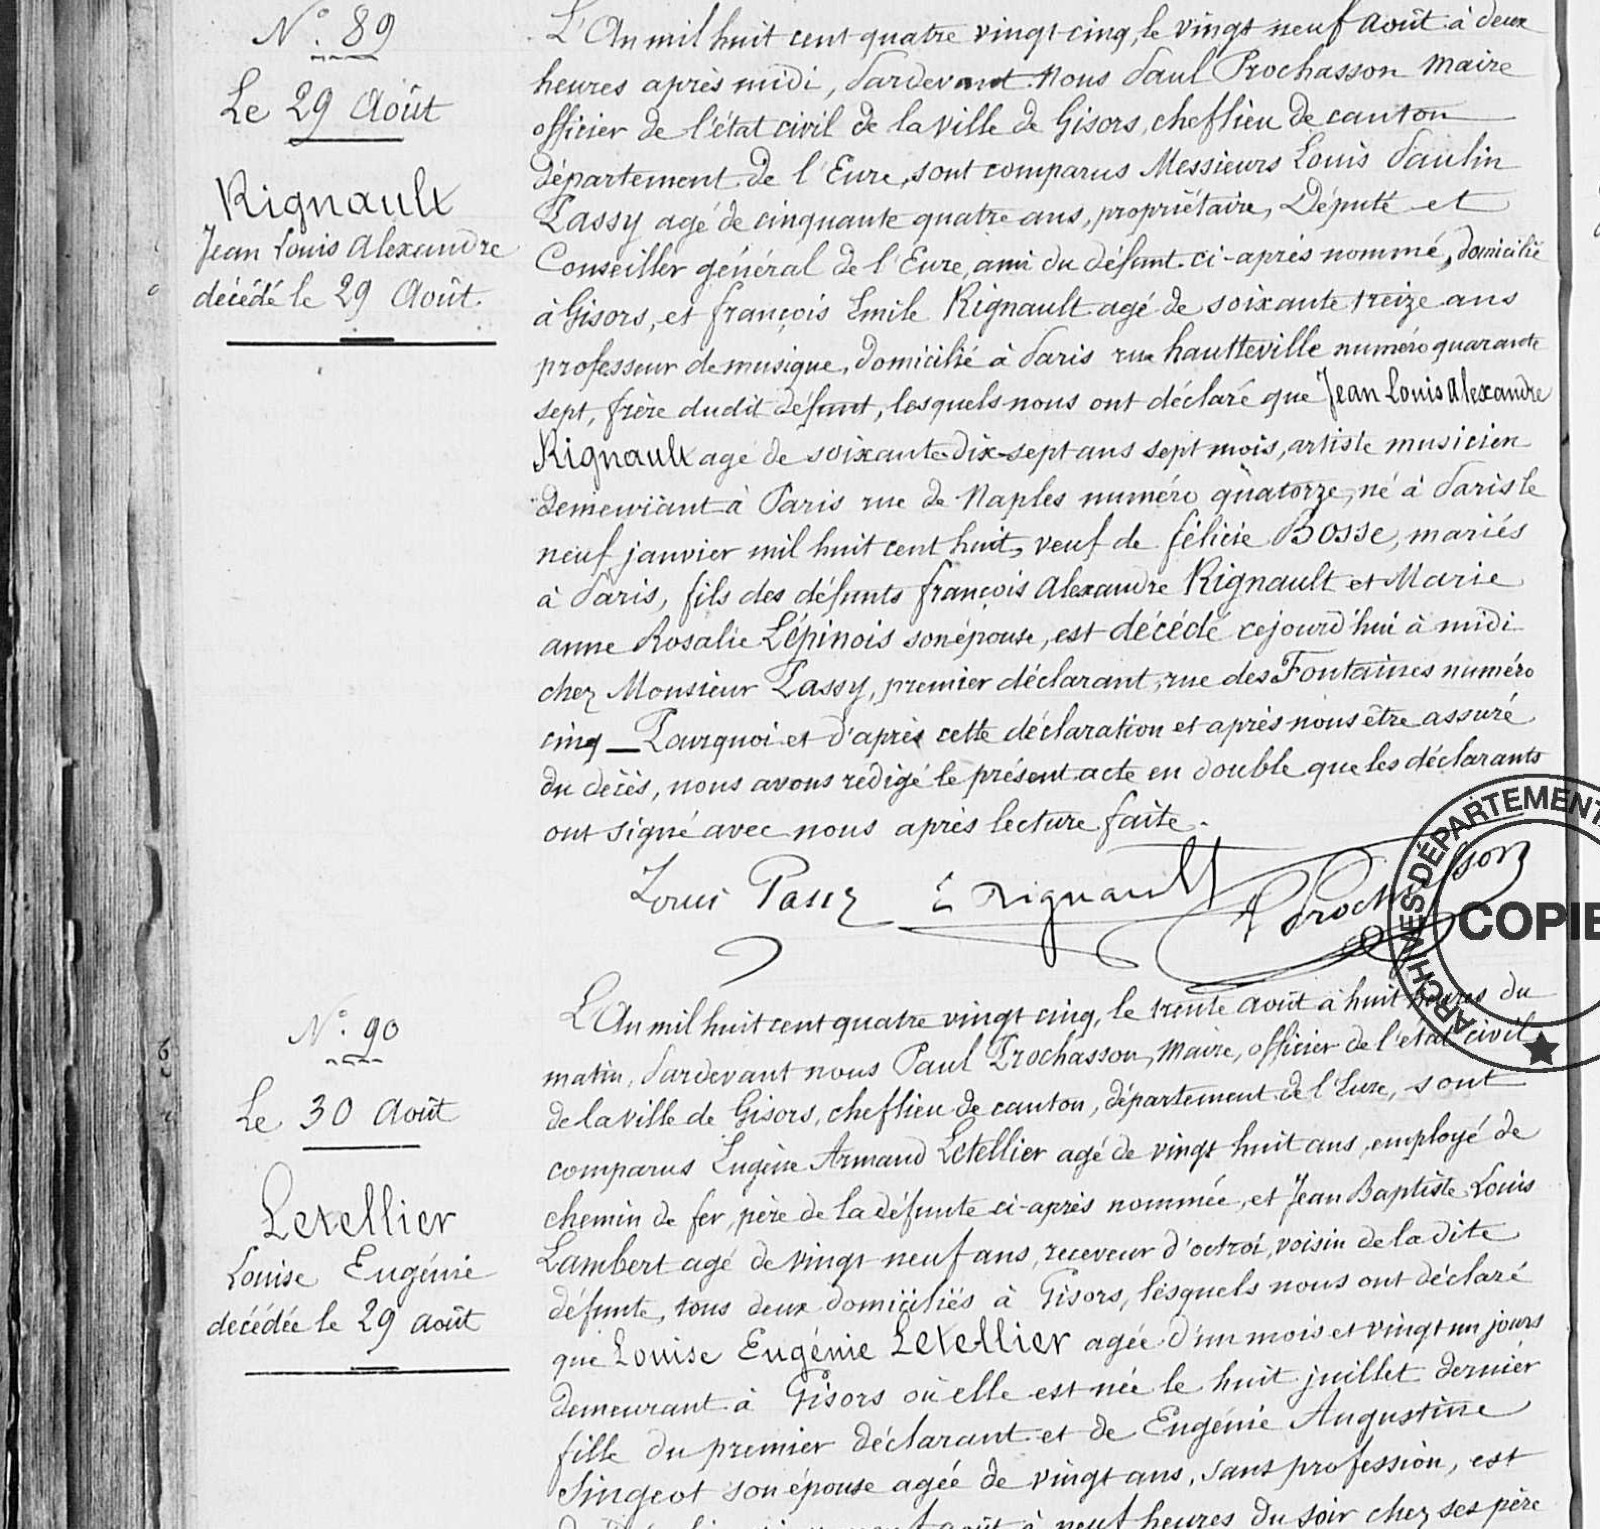 N°. 89
Le 29 Août
Rignault
Jean Louis Alexandre
décédé le 29 Août.
L'An mil huit cent quatre vingt cinq, le vingt neuf Août à deux
heures après midi, Pardevant Nous Paul Prochasson Maire
officier de l'état civil de la ville de Gisors, chef lieu de canton
département de l'Eure, sont comparus Messieurs Louis Paulin
Passy agé de cinquante quatre ans, propriétaire, Député et
Conseiller général de l'Eure, ami du défunt ci-après nommé, domicilié
à Gisors, et françois Emile Rignault agé de soixante treize ans
professeur de musique, domicilié à Paris rue hautteville numéro quarante
sept, frère dudit défunt, lesquels nous ont déclaré que Jean Louis Alexandre
Rignault agé de soixante-dix-sept ans sept mois, artiste musicien
demeurant à Paris rue de Naples numéro quatorze, né à Paris le
neuf janvier mil huit cent huit, veuf de félicie Bosse, mariés
à Paris, fils des défunts françois Alexandre Rignault et Marie
anne Rosalie Lépinois son épouse, est décédé cejourd'hui à midi
chez Monsieur Passy, premier déclarant, rue des Fontaines numéro
cinq _ Pourquoi et d'après cette déclaration et après nous être assuré
du décès, nous avons redigé le présent acte en double que les déclarants
ont signé avec nous après lecture faite.
Louis Passy E Rignault P Prochasson
ARCHIVES DÉPARTEMENT
COPIE
N°. 90
Le 30 Août
Letellier
Louise Eugénie
décédée le 29 août
L'An mil huit cent quatre vingt cinq, le trente août à huit heures du
matin, Pardevant nous Paul Prochasson, Maire, officier de l'état civil
de la ville de Gisors, chef lieu de canton, département de l'Eure, sont
comparus Eugène Armand Letellier agé de vingt huit ans, employé de
chemin de fer, père de la défunte ci-après nommée, et Jean Baptiste Louis
Lambert agé de vingt neuf ans, receveur d'octroi, voisin de la dite
défunte, tous deux domiciliés à Gisors, lesquels nous ont déclaré
que Louise Eugénie Letellier agée d'un mois et vingt un jours
demeurant à Gisors où elle est née le huit juillet dernier
fille du premier déclarant et de Eugénie Augustine
Singeot son épouse agée de vingt ans, sans profession, est
août à neuf heures du soir chez ses père